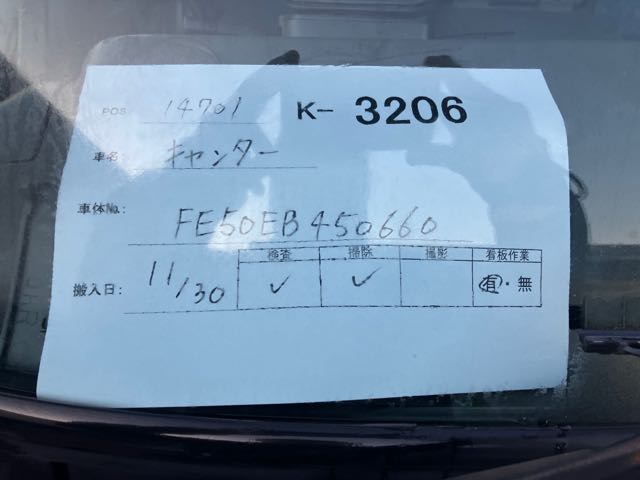 POS 14701 K- 3206
車名 キャンター
車体No.: FE50EB450660
検査 掃除 撮影 看板作業
搬入日: 11/30 ✓ ✓ 有・無